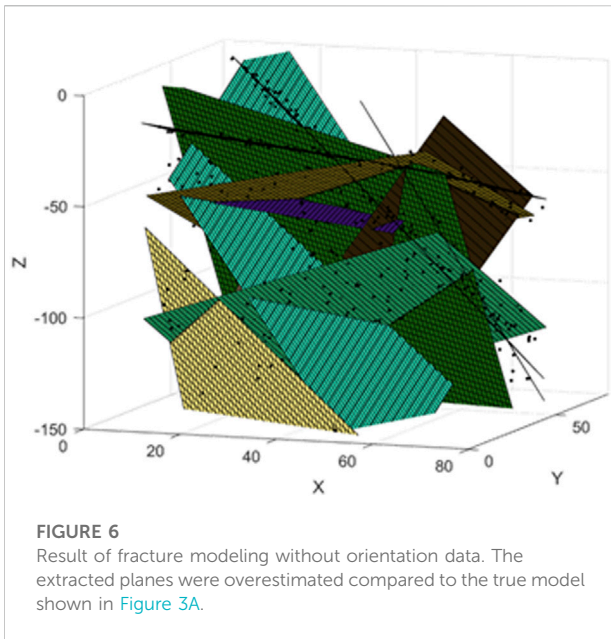 0
-50
Z
-100
-150
0
20
40
60
80
X
0
50
Y
FIGURE 6
Result of fracture modeling without orientation data. The
extracted planes were overestimated compared to the true model
shown in Figure 3A.